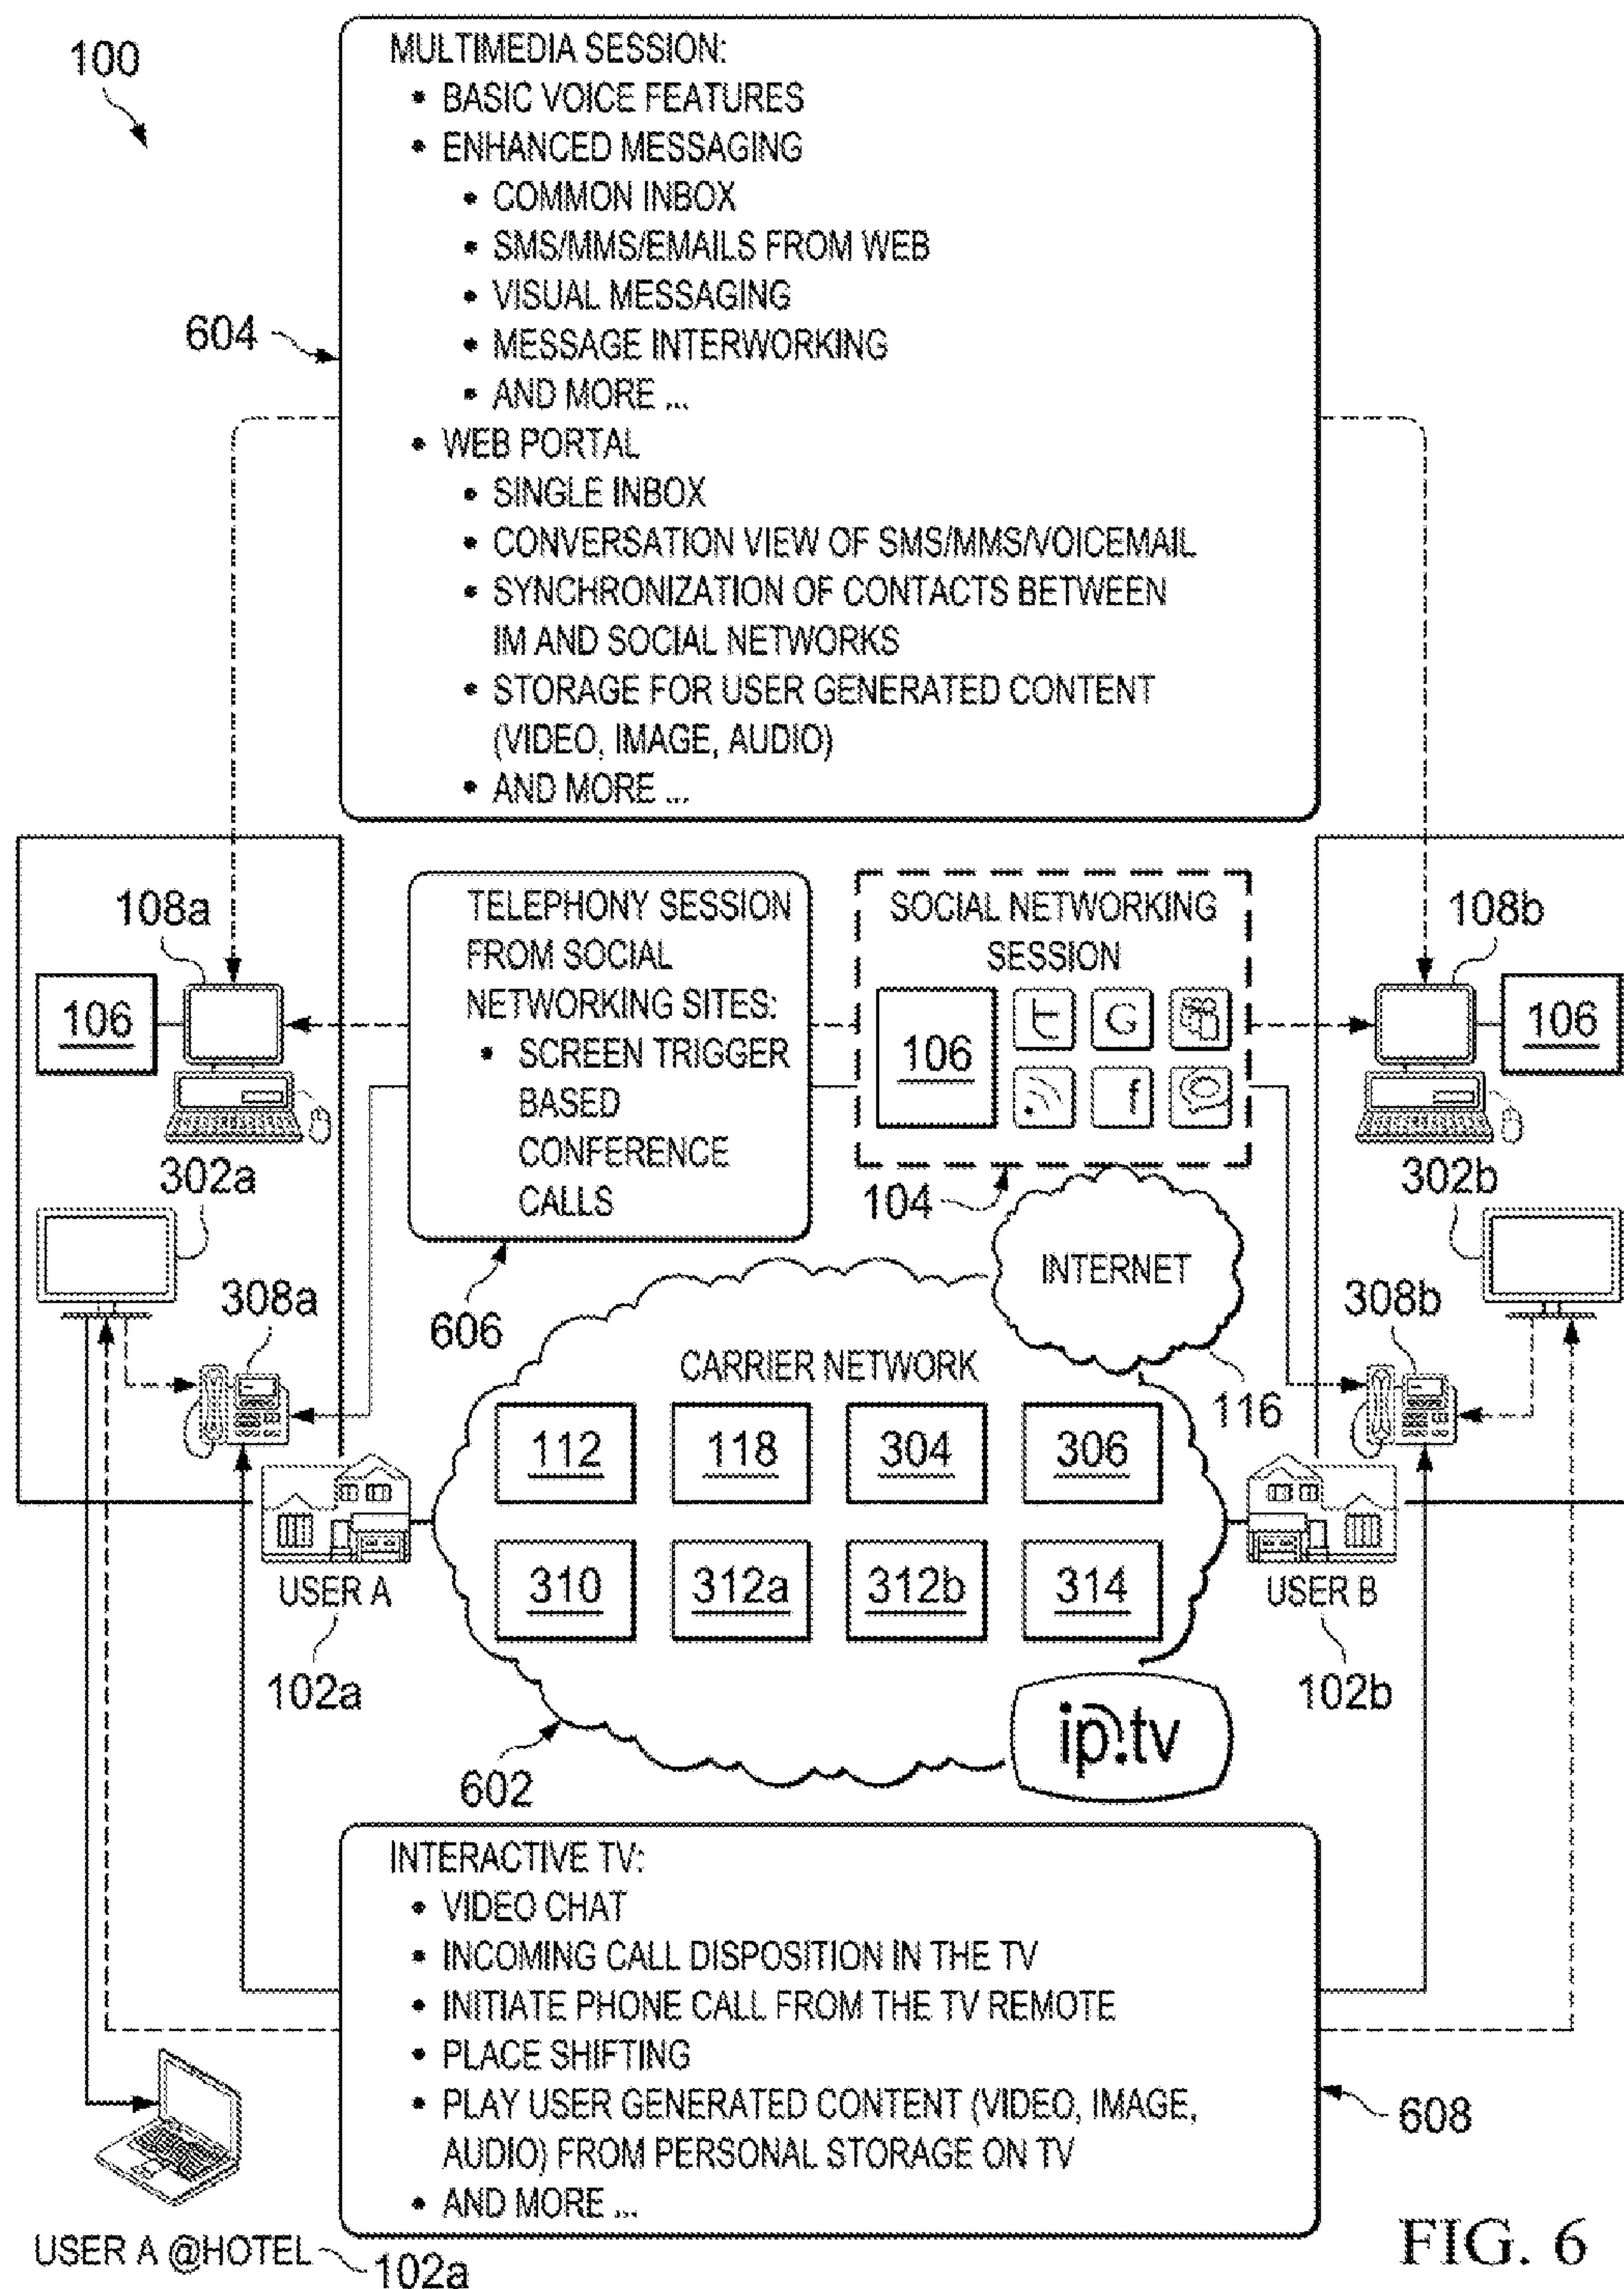 100
MULTIMEDIA SESSION:
• BASIC VOICE FEATURES
• ENHANCED MESSAGING
• COMMON INBOX
• SMS/MMS/EMAILS FROM WEB
• VISUAL MESSAGING
• MESSAGE INTERWORKING
• AND MORE ...
• WEB PORTAL
• SINGLE INBOX
• CONVERSATION VIEW OF SMS/MMS/VOICEMAIL
• SYNCHRONIZATION OF CONTACTS BETWEEN
IM AND SOCIAL NETWORKS
• STORAGE FOR USER GENERATED CONTENT
(VIDEO, IMAGE, AUDIO)
• AND MORE ...
604
108a
106
302a
308a
TELEPHONY SESSION
FROM SOCIAL
NETWORKING SITES:
• SCREEN TRIGGER
BASED
CONFERENCE
CALLS
606
SOCIAL NETWORKING
SESSION
106
G
f
104
108b
106
302b
308b
INTERNET
116
CARRIER NETWORK
112
118
304
306
310
312a
312b
314
USER A
102a
USER B
102b
602
ip.tv
INTERACTIVE TV:
• VIDEO CHAT
• INCOMING CALL DISPOSITION IN THE TV
• INITIATE PHONE CALL FROM THE TV REMOTE
• PLACE SHIFTING
• PLAY USER GENERATED CONTENT (VIDEO, IMAGE,
AUDIO) FROM PERSONAL STORAGE ON TV
• AND MORE ...
608
USER A @HOTEL
102a
FIG. 6